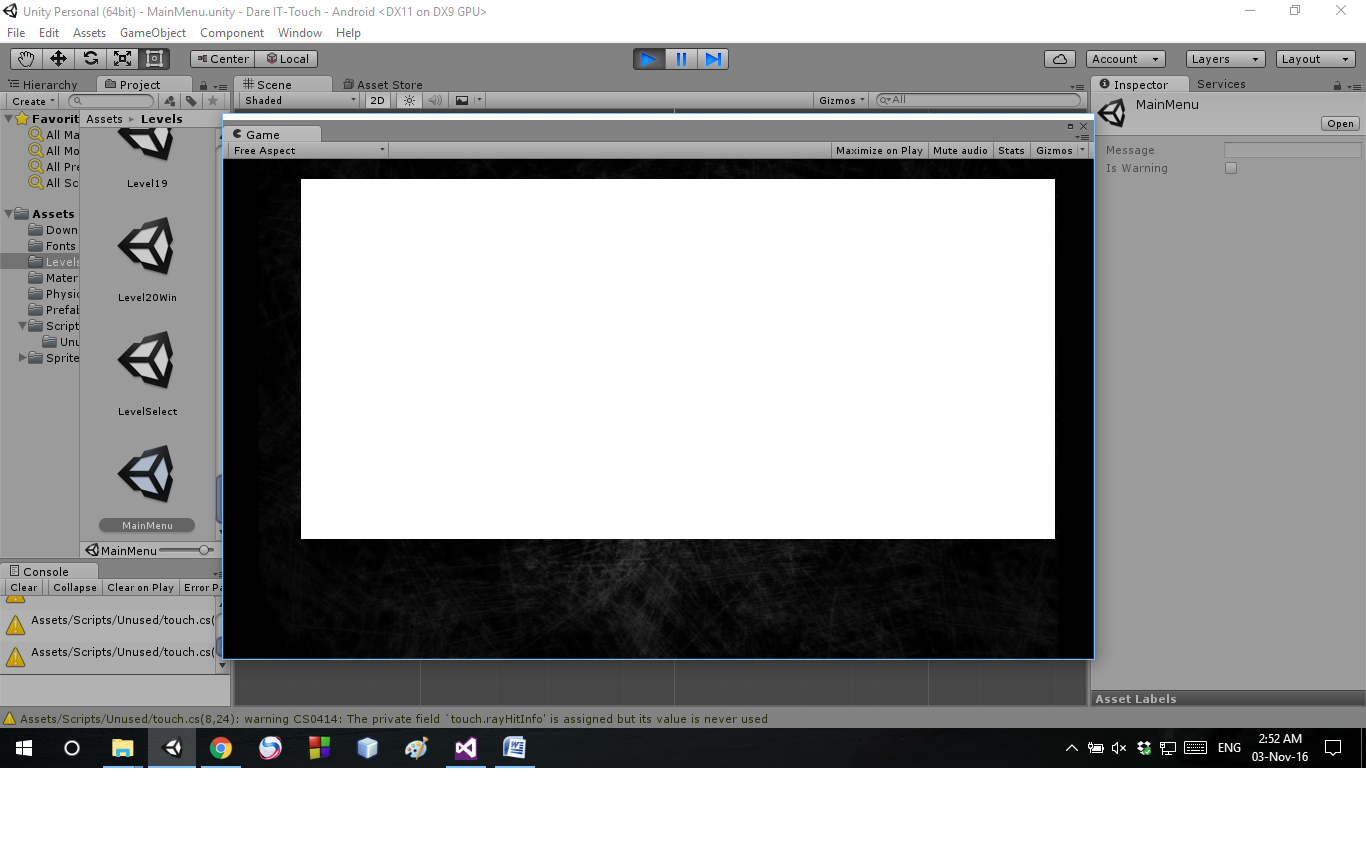 Unity Personal (64bit) - MainMenu.unity - Dare IT-Touch - Android <DX11 on DX9 GPU>
File Edit Assets GameObject Component Window Help
Center Local Account Layers Layout
Hierarchy Project Scene Asset Store Inspector Services
Create Shaded 2D Gizmos All MainMenu
Open
Favorit Assets Levels
All Ma
All Mo
All Pre
All Sc
Level19
Assets
Down
Fonts
Levels
Mater
Physic
Prefab
Script
Unu
Sprite
Level20Win
LevelSelect
MainMenu
MainMenu
Game
Free Aspect Maximize on Play Mute audio Stats Gizmos
Message
Is Warning
Console
Clear Collapse Clear on Play Error Pa
Assets/Scripts/Unused/touch.cs(
Assets/Scripts/Unused/touch.cs(
Asset Labels
Assets/Scripts/Unused/touch.cs(8,24): warning CS0414: The private field `touch.rayHitInfo' is assigned but its value is never used
ENG 2:52 AM
03-Nov-16